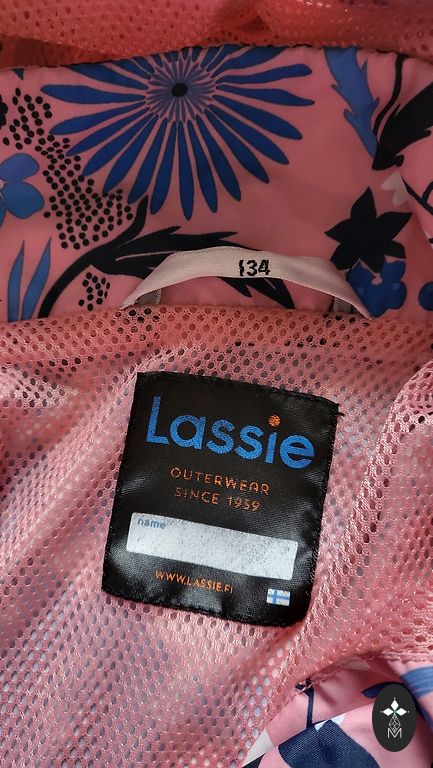 134
Lassie
OUTERWEAR
SINCE 1959
name
WWW.LASSIE.FI
M